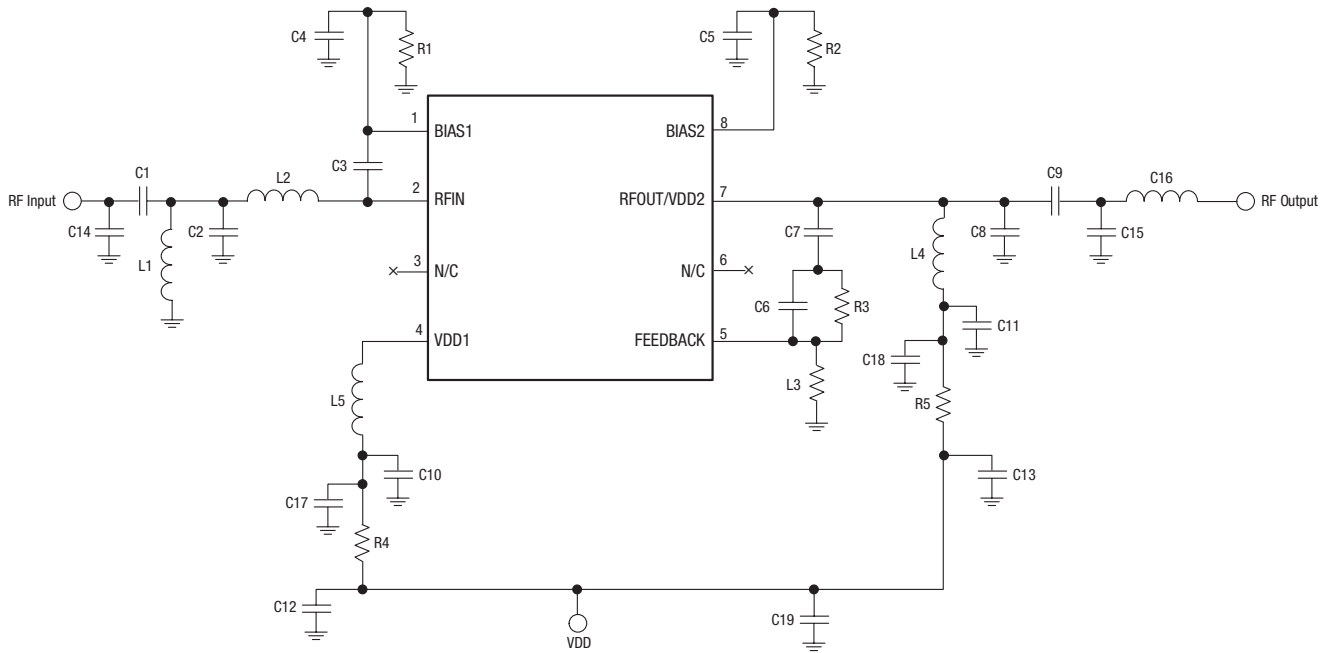 C4
R1
C5
R2
1
BIAS1
BIAS2
8
C3
C1
L2
2
RFIN
RFOUT/VDD2
7
C9
C16
RF Input
RF Output
C14
C2
L1
C7
C8
C15
L4
3
N/C
N/C
6
C6
R3
C11
4
VDD1
FEEDBACK
5
C18
L3
L5
R5
C10
C13
C17
R4
C12
VDD
C19